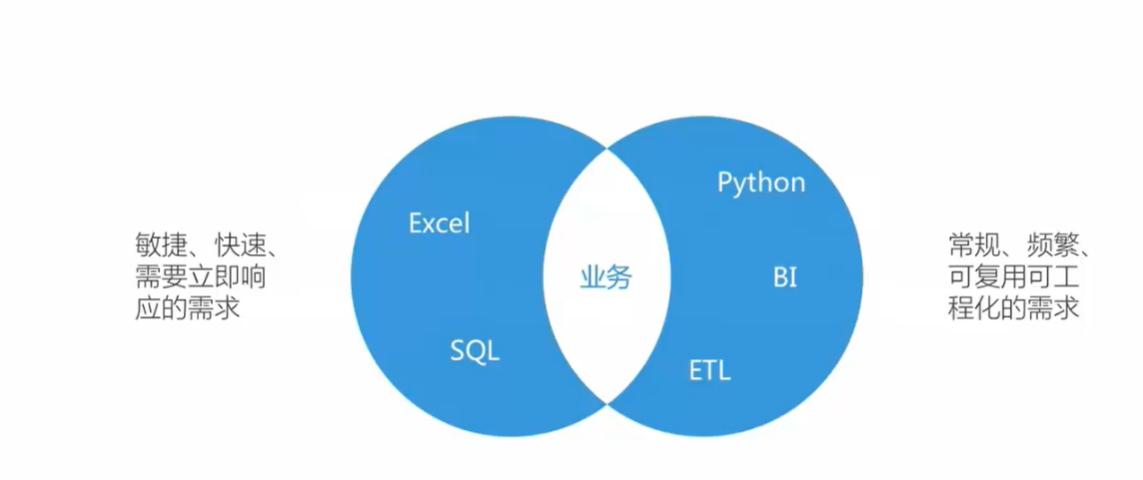 敏捷、快速、
需要立即响
应的需求
Excel
SQL
业务
Python
BI
ETL
常规、频繁、
可复用可工
程化的需求